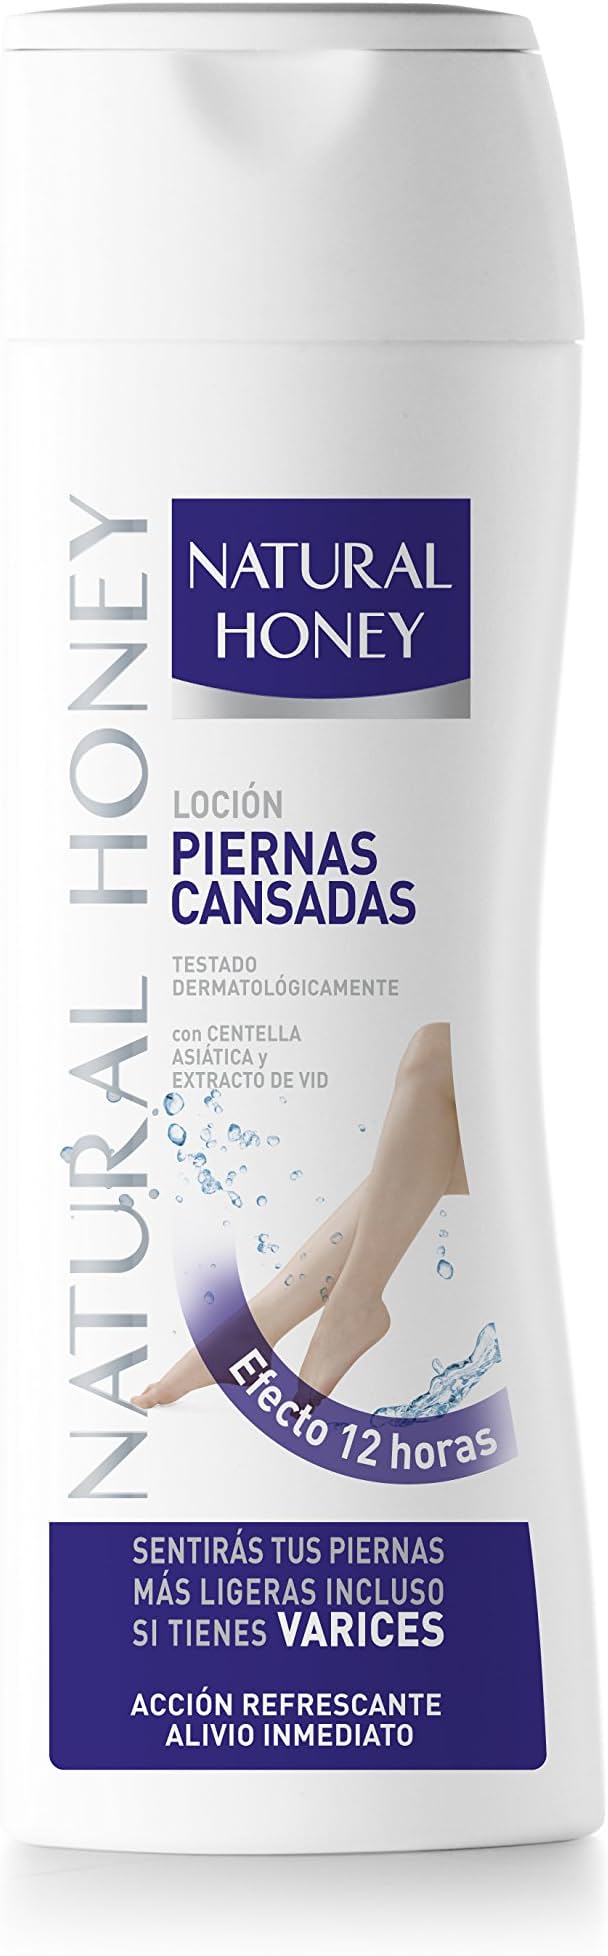 NATURAL HONEY
NATURAL
HONEY
LOCIÓN
PIERNAS
CANSADAS
TESTADO
DERMATOLÓGICAMENTE
con CENTELLA
ASIÁTICA y
EXTRACTO DE VID
Efecto 12 horas
SENTIRÁS TUS PIERNAS
MÁS LIGERAS INCLUSO
SI TIENES VARICES
ACCIÓN REFRESCANTE
ALIVIO INMEDIATO